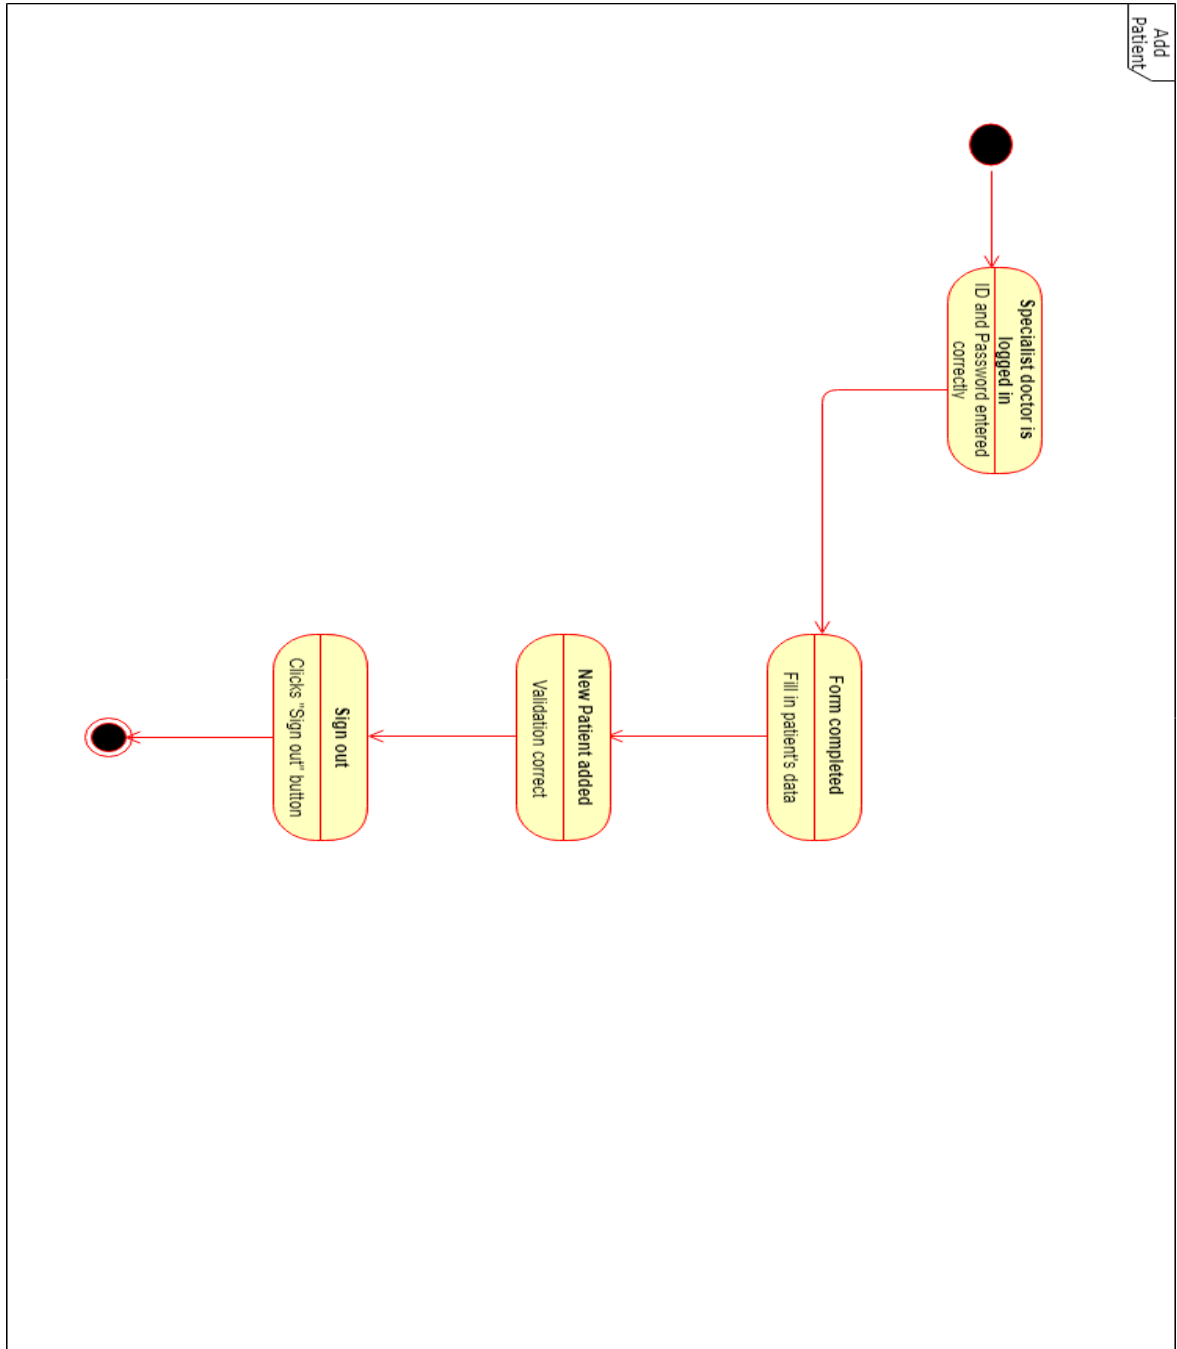 Add
Patient
Specialist doctor is
logged in
ID and Password entered
correctly
Form completed
Fill in patient's data
New Patient added
Validation correct
Sign out
Clicks "Sign out" button